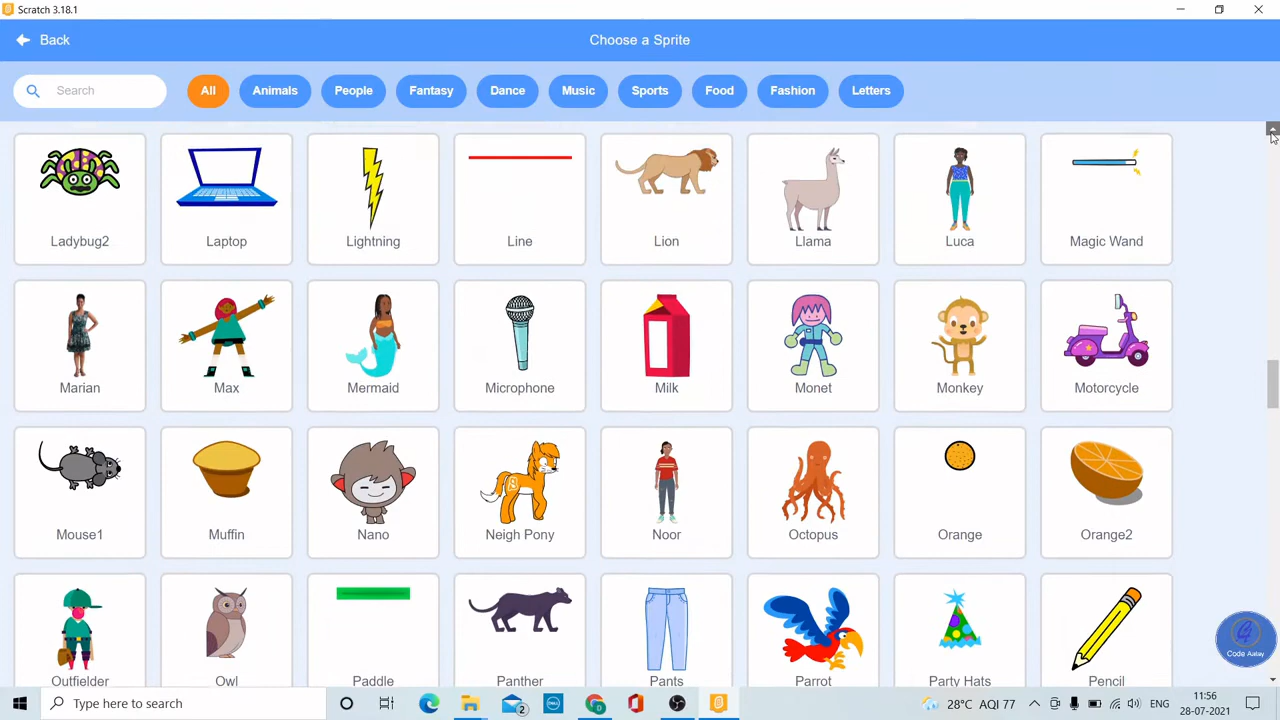 Scratch 3.18.1
Back
Choose a Sprite
Search
All
Animals
People
Fantasy
Dance
Music
Sports
Food
Fashion
Letters
Ladybug2
Laptop
Lightning
Line
Lion
Llama
Luca
Magic Wand
Marian
Max
Mermaid
Microphone
Milk
Monet
Monkey
Motorcycle
Mouse1
Muffin
Nano
Neigh Pony
Noor
Octopus
Orange
Orange2
Outfielder
Owl
Paddle
Panther
Pants
Parrot
Party Hats
Pencil
Type here to search
2
DELL
28°C AQI 77
ENG
11:56
28-07-2021